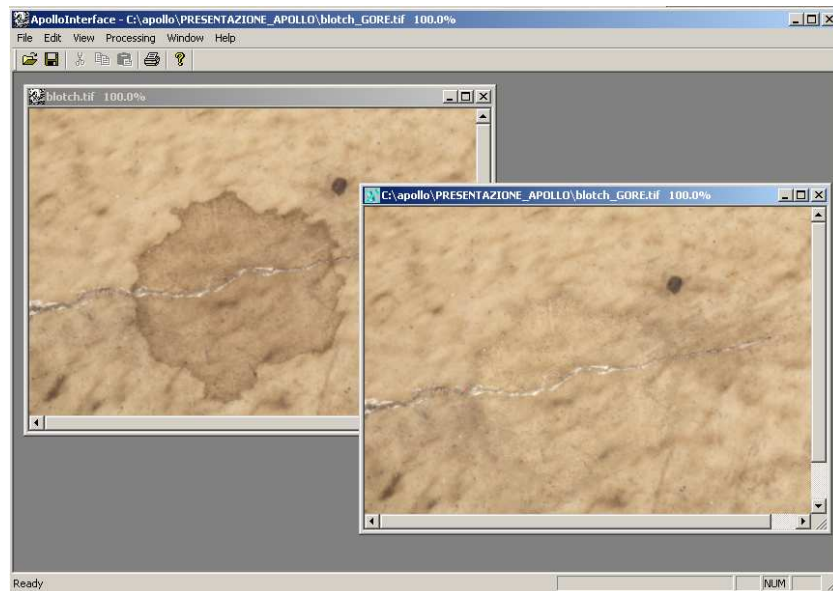 ApolloInterface - C:\apollo\PRESENTAZIONE_APOLLO\blotch_GORE.tif 100.0%
File Edit View Processing Window Help
blotch.tif 100.0%
C:\apollo\PRESENTAZIONE_APOLLO\blotch_GORE.tif 100.0%
Ready
NUM